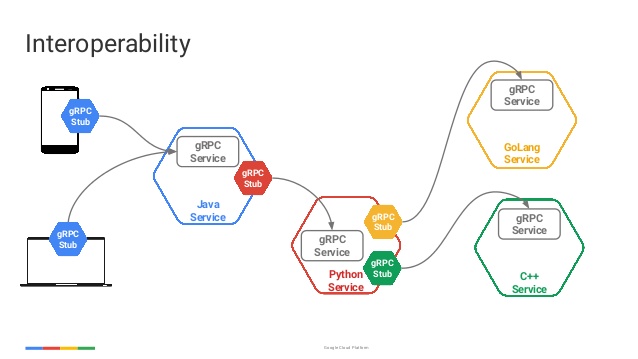 Interoperability
gRPC
Stub
gRPC
Service
gRPC
Stub
Java
Service
gRPC
Stub
gRPC
Service
gRPC
Stub
gRPC
Stub
Python
Service
gRPC
Service
GoLang
Service
gRPC
Service
C++
Service
Google Cloud Platform